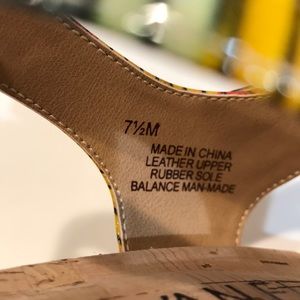 7½M
MADE IN CHINA
LEATHER UPPER
RUBBER SOLE
BALANCE MAN-MADE